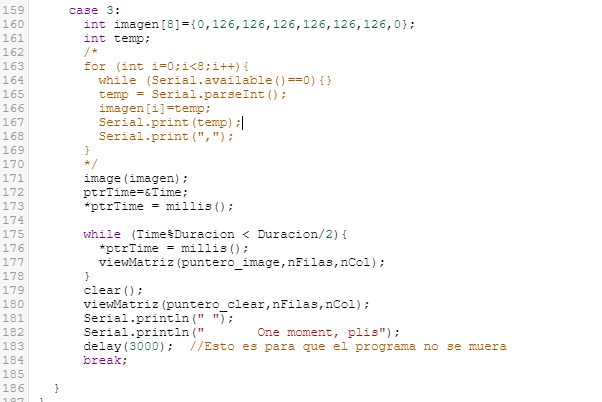 159 case 3:
160 int imagen[8]={0,126,126,126,126,126,126,0};
161 int temp;
162 /*
163 for (int i=0;i<8;i++){
164 while (Serial.available()==0){}
165 temp = Serial.parseInt();
166 imagen[i]=temp;
167 Serial.print(temp);
168 Serial.print(",");
169 }
170 */
171 image(imagen);
172 ptrTime=&Time;
173 *ptrTime = millis();
174
175 while (Time%Duracion < Duracion/2){
176 *ptrTime = millis();
177 viewMatriz(puntero_image,nFilas,nCol);
178 }
179 clear();
180 viewMatriz(puntero_clear,nFilas,nCol);
181 Serial.println(" ");
182 Serial.println("       One moment, plis");
183 delay(3000);  //Esto es para que el programa no se muera
184 break;
185
186 }
187 }